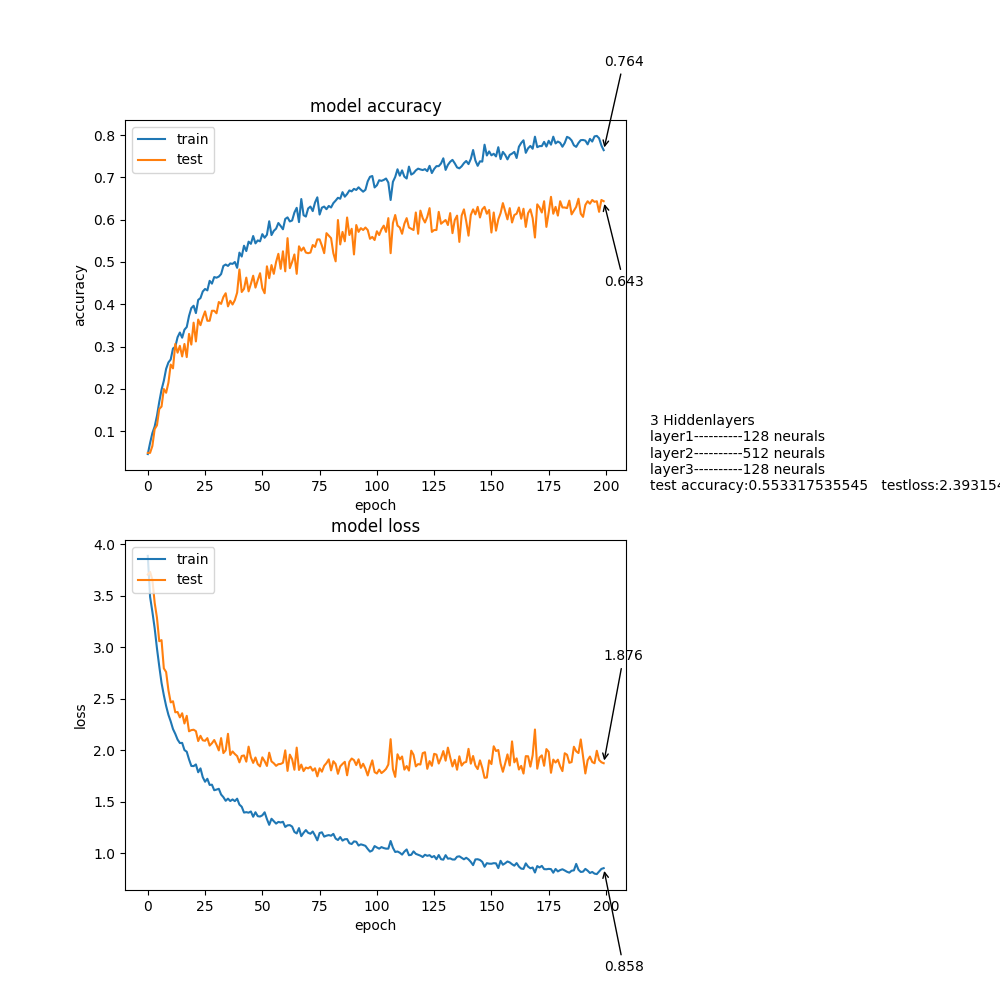 0.764
model accuracy
train
test
0.8
0.7
0.6
0.5
0.4
0.3
0.2
0.1
accuracy
0.643
0 25 50 75 100 125 150 175 200
epoch
3 Hiddenlayers
layer1----------128 neurals
layer2----------512 neurals
layer3----------128 neurals
test accuracy:0.553317535545 testloss:2.393154
model loss
train
test
4.0
3.5
3.0
2.5
2.0
1.5
1.0
loss
1.876
0 25 50 75 100 125 150 175 200
epoch
0.858